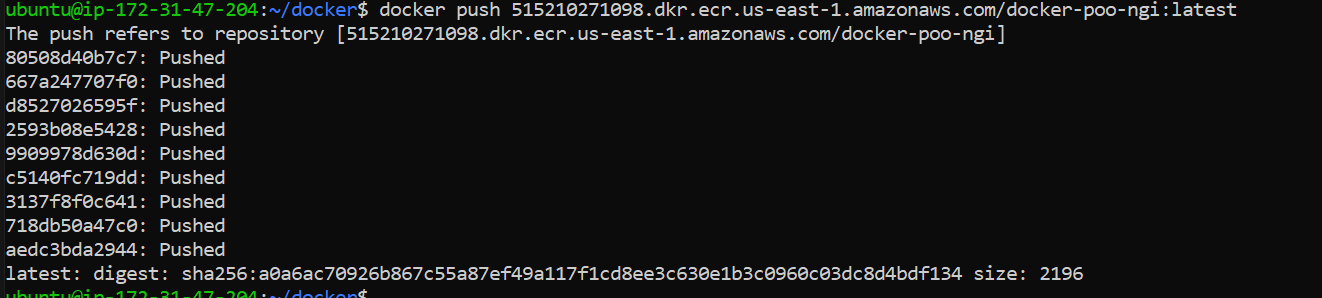 ubuntu@ip-172-31-47-204:~/docker$ docker push 515210271098.dkr.ecr.us-east-1.amazonaws.com/docker-poo-ngi:latest
The push refers to repository [515210271098.dkr.ecr.us-east-1.amazonaws.com/docker-poo-ngi]
80508d40b7c7: Pushed
667a247707f0: Pushed
d8527026595f: Pushed
2593b08e5428: Pushed
9909978d630d: Pushed
c5140fc719dd: Pushed
3137f8f0c641: Pushed
718db50a47c0: Pushed
aedc3bda2944: Pushed
latest: digest: sha256:a0a6ac70926b867c55a87ef49a117f1cd8ee3c630e1b3c0960c03dc8d4bdf134 size: 2196
ubuntu@ip-172-31-47-204:~/docker$